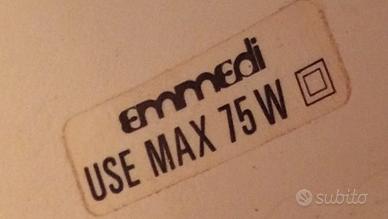 emmedi
USE MAX 75 W
subito